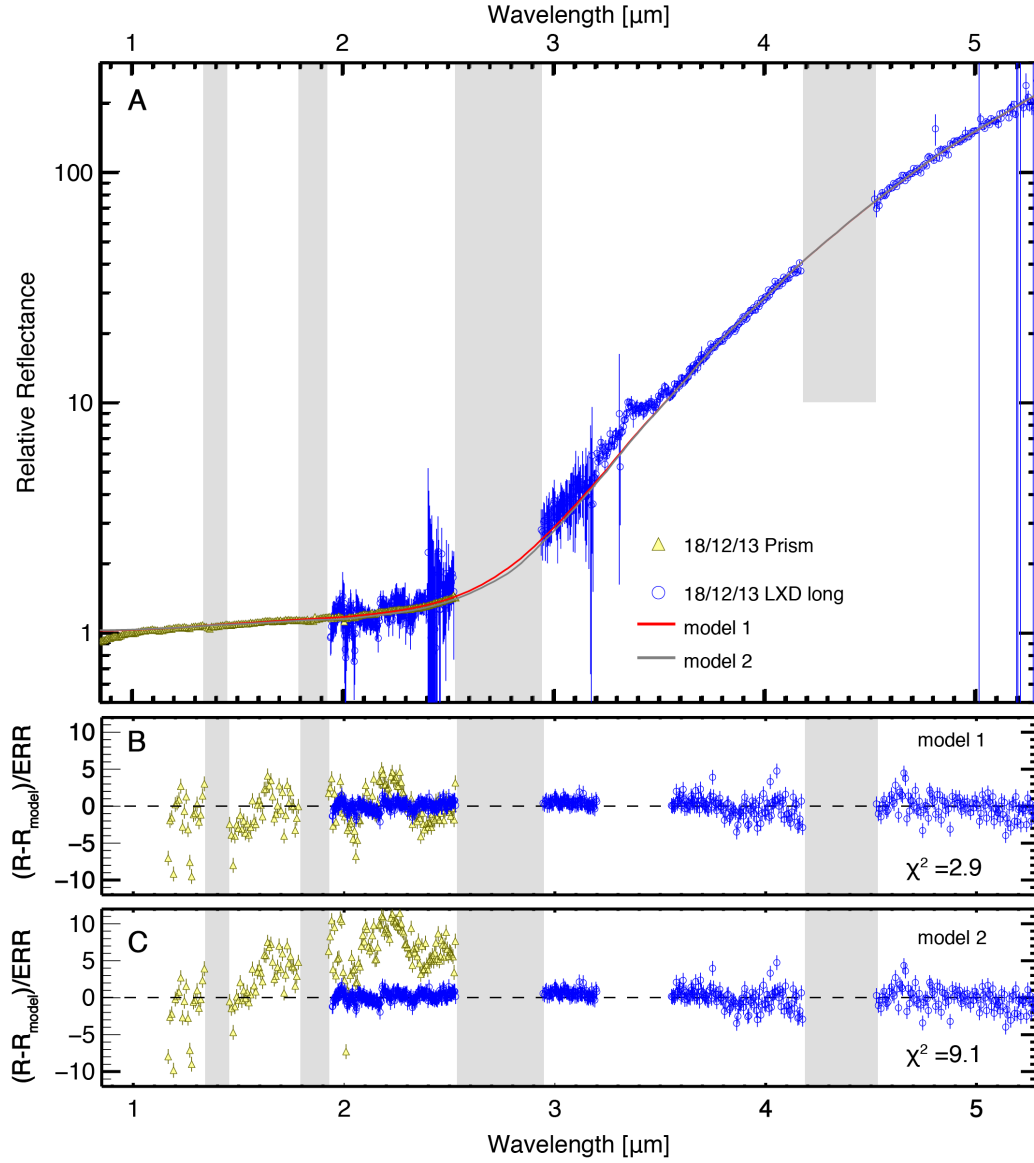 Wavelength [µm]
1 2 3 4 5
A
100
10
1
Relative Reflectance
18/12/13 Prism
18/12/13 LXD long
model 1
model 2
B
model 1
10
5
0
−5
−10
(R-Rmodel)/ERR
χ² =2.9
C
model 2
10
5
0
−5
−10
(R-Rmodel)/ERR
χ² =9.1
1 2 3 4 5
Wavelength [µm]